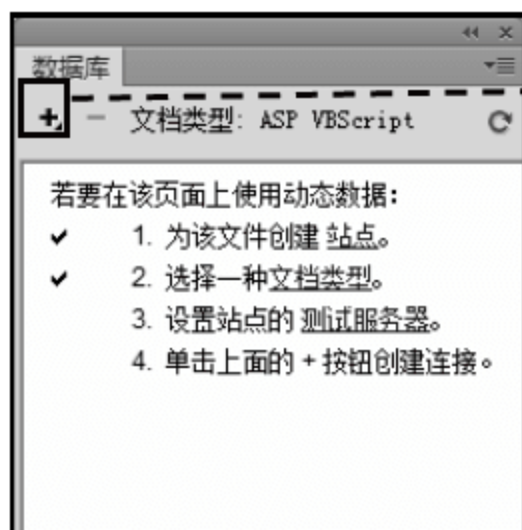 数据库
文档类型: ASP VBScript
若要在该页面上使用动态数据:
1. 为该文件创建 站点。
2. 选择一种文档类型。
3. 设置站点的 测试服务器。
4. 单击上面的 + 按钮创建连接。